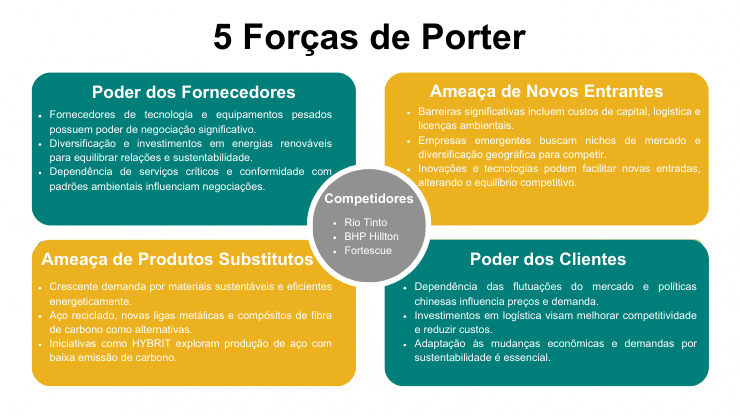 5 Forças de Porter
Poder dos Fornecedores
• Fornecedores de tecnologia e equipamentos pesados
possuem poder de negociação significativo.
• Diversificação e investimentos em energias renováveis
para equilibrar relações e sustentabilidade.
• Dependência de serviços críticos e conformidade com
padrões ambientais influenciam negociações.
Ameaça de Novos Entrantes
• Barreiras significativas incluem custos de capital, logística e
licenças ambientais.
• Empresas emergentes buscam nichos de mercado e
diversificação geográfica para competir.
• Inovações e tecnologias podem facilitar novas entradas,
alterando o equilíbrio competitivo.
Competidores
• Rio Tinto
• BHP Hillton
• Fortescue
Ameaça de Produtos Substitutos
• Crescente demanda por materiais sustentáveis e eficientes
energeticamente.
• Aço reciclado, novas ligas metálicas e compósitos de fibra
de carbono como alternativas.
• Iniciativas como HYBRIT exploram produção de aço com
baixa emissão de carbono.
Poder dos Clientes
• Dependência das flutuações do mercado e políticas
chinesas influencia preços e demanda.
• Investimentos em logística visam melhorar competitividade
e reduzir custos.
• Adaptação às mudanças econômicas e demandas por
sustentabilidade é essencial.